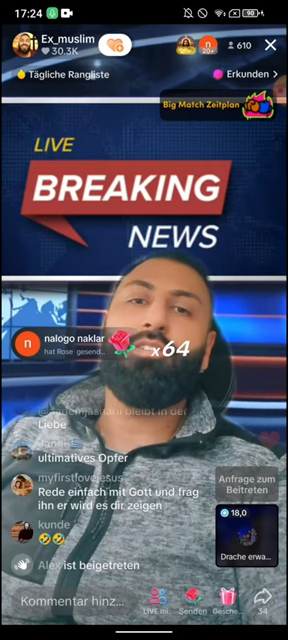 17:24
90
Ex_muslim
30.3K
20+
610
Tägliche Rangliste
Erkunden >
Big Match Zeitplan
LIVE
BREAKING
NEWS
n
nalogo naklar
hat Rose gesend...
x64
bleibt in der
Liebe
ultimatives Opfer
myfirstlovejesus
Rede einfach mit Gott und frag
ihn er wird es dir zeigen
kunde
Alex ist beigetreten
Anfrage zum
Beitreten
18,0
Drache erwa...
Kommentar hinz...
LIVE mi...
Senden
Gesche...
34